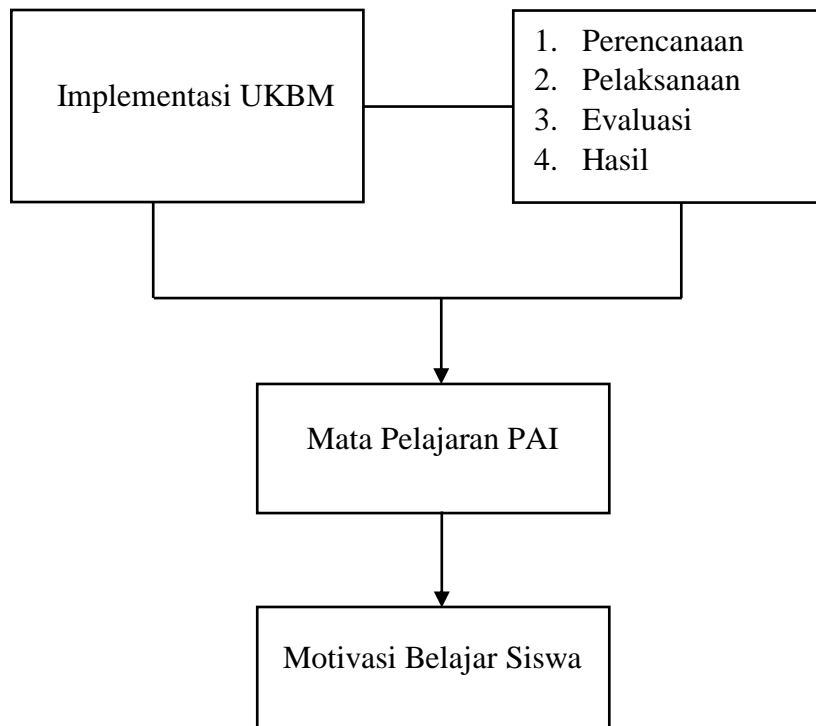 Implementasi UKBM
1. Perencanaan
2. Pelaksanaan
3. Evaluasi
4. Hasil
Mata Pelajaran PAI
Motivasi Belajar Siswa